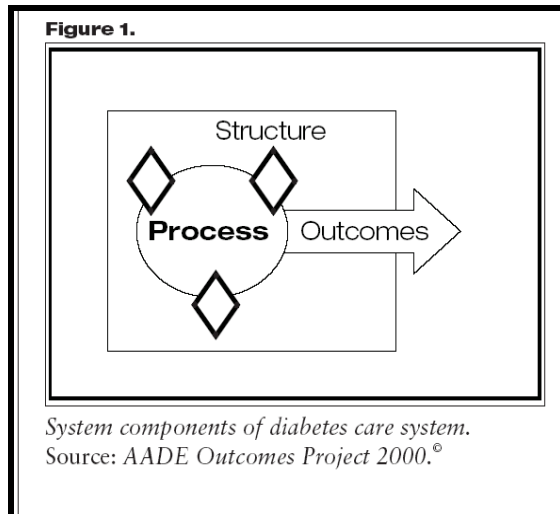 Figure 1.
Structure
Process Outcomes
System components of diabetes care system.
Source: AADE Outcomes Project 2000.©